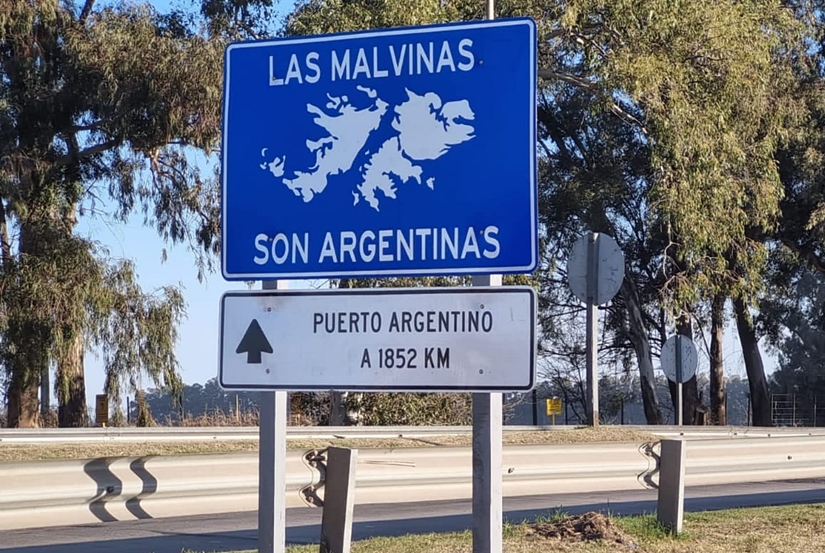 LAS MALVINAS
SON ARGENTINAS
PUERTO ARGENTINO
A 1852 KM